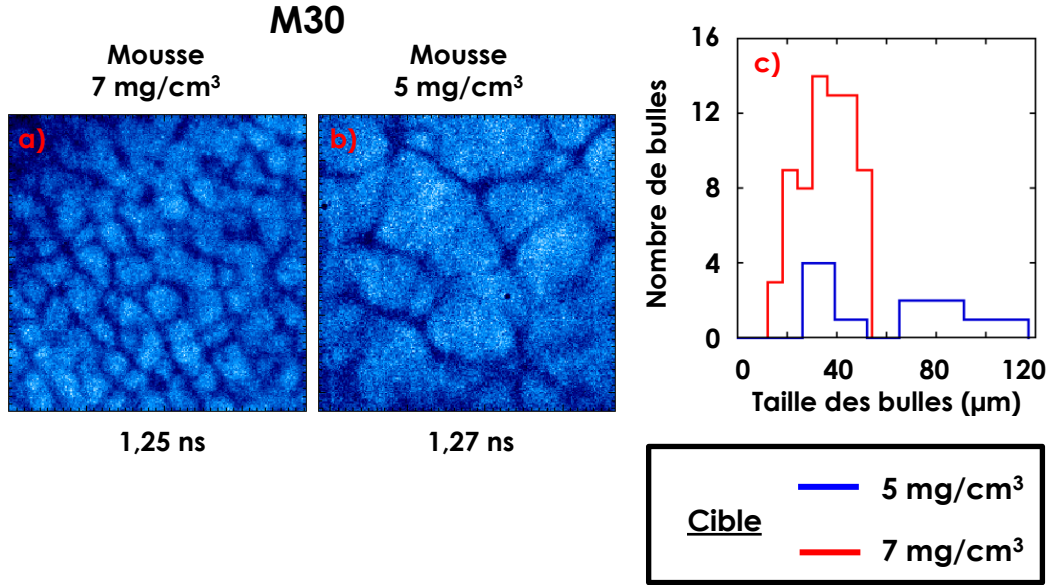 M30
Mousse
7 mg/cm³
Mousse
5 mg/cm³
a)
b)
1,25 ns
1,27 ns
c)
Nombre de bulles
16
12
8
4
0
0
40
80
120
Taille des bulles (µm)
Cible
5 mg/cm³
7 mg/cm³